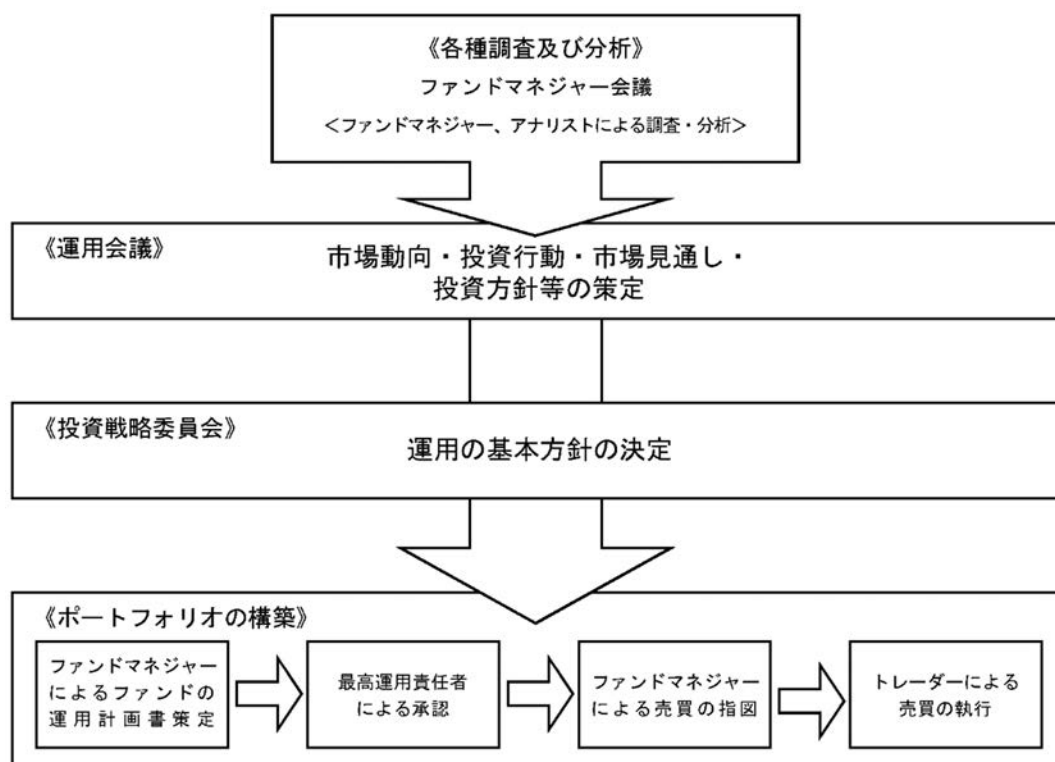 《各種調査及び分析》
ファンドマネジャー会議
＜ファンドマネジャー、アナリストによる調査・分析＞
《運用会議》
市場動向・投資行動・市場見通し・
投資方針等の策定
《投資戦略委員会》
運用の基本方針の決定
《ポートフォリオの構築》
ファンドマネジャー
によるファンドの
運用計画書策定
最高運用責任者
による承認
ファンドマネジャー
による売買の指図
トレーダーによる
売買の執行